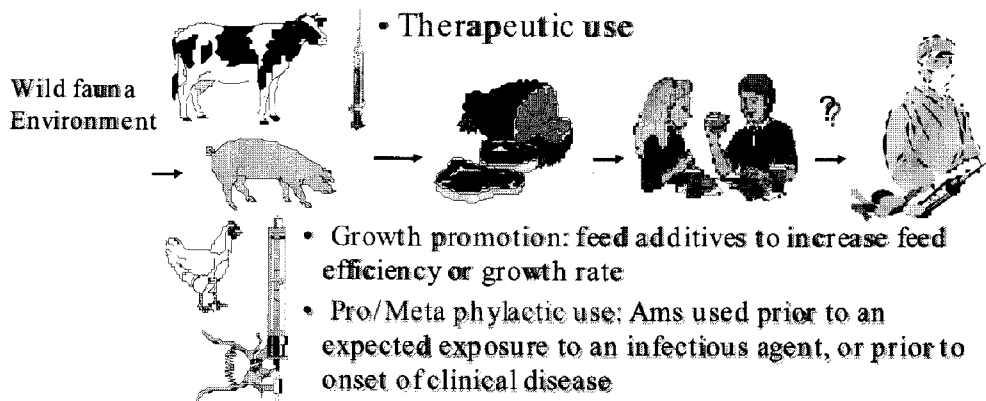 • Therapeutic use
Wild fauna
Environment
?
• Growth promotion: feed additives to increase feed
efficiency or growth rate
• Pro/Meta phylactic use: Ams used prior to an
expected exposure to an infectious agent, or prior to
onset of clinical disease